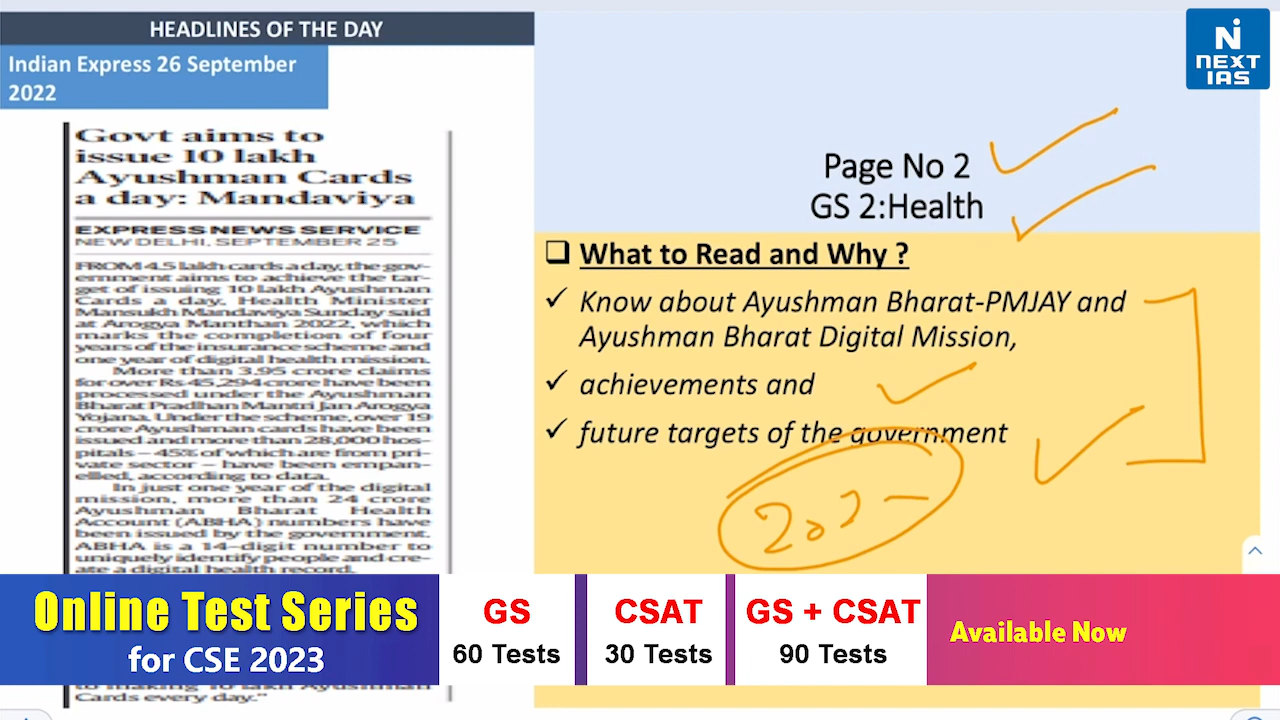 HEADLINES OF THE DAY
Indian Express 26 September
2022
Govt aims to
issue 10 lakh
Ayushman Cards
a day: Mandaviya
EXPRESS NEWS SERVICE
NEW DELHI, SEPTEMBER 25
FROM 4.5 lakh cards a day, the gov-
ernment aims to achieve the tar-
get of issuing 10 lakh Ayushman
Cards a day. Health Minister
Mansukh Mandaviya Sunday said
at Arogya Manthan 2022, which
marks the completion of four
years of the insurance scheme and
one year of digital health mission.
More than 3.95 crore claims
for over Rs 45,294 crore have been
processed under the Ayushman
Bharat Pradhan Mantri Jan Arogya
Yojana. Under the scheme, over 19
crore Ayushman cards have been
issued and more than 28,000 hos-
pitals – 45% of which are from pri-
vate sector – have been empan-
elled, according to data.
In just one year of the digital
mission, more than 24 crore
Ayushman Bharat Health
Account (ABHA) numbers have
been issued by the government.
ABHA is a 14-digit number to
uniquely identify people and cre-
ate a digital health record.
to making 10 lakh Ayushman
Cards every day."
NEXT
IAS
Page No 2
GS 2:Health
What to Read and Why ?
Know about Ayushman Bharat-PMJAY and
Ayushman Bharat Digital Mission,
achievements and
future targets of the government
Online Test Series
for CSE 2023
GS
60 Tests
CSAT
30 Tests
GS + CSAT
90 Tests
Available Now